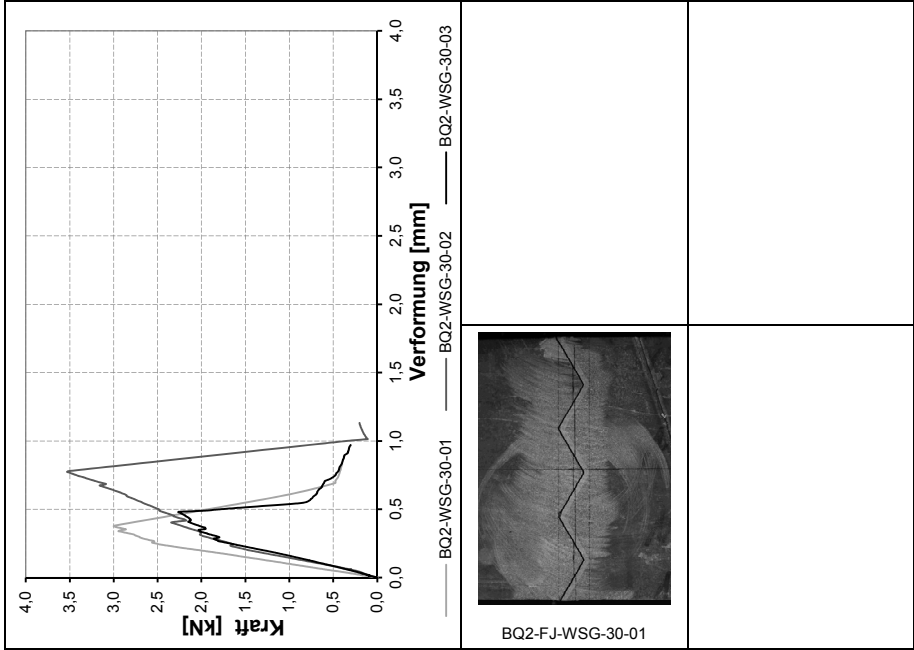 4,0
3,5
3,0
2,5
2,0
1,5
1,0
0,5
0,0
Kraft [kN]
0,0 0,5 1,0 1,5 2,0 2,5 3,0 3,5 4,0
Verformung [mm]
BQ2-WSG-30-01 BQ2-WSG-30-02 BQ2-WSG-30-03
BQ2-FJ-WSG-30-01